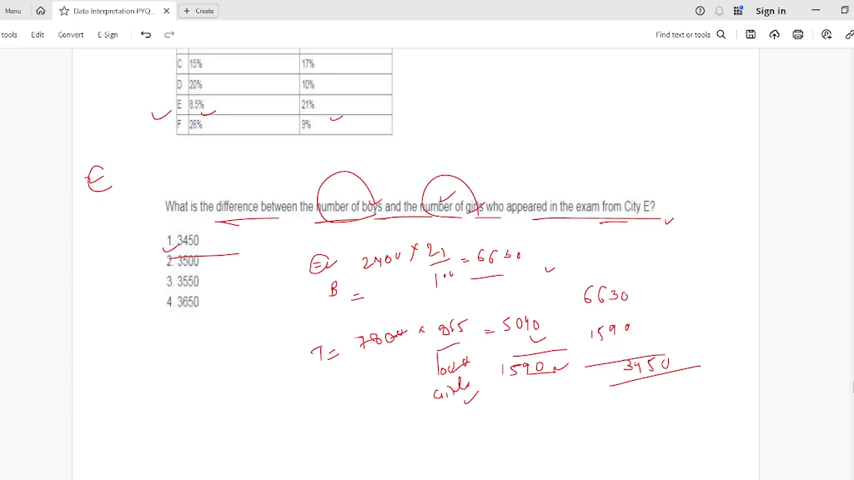 Menu Data Interpretation PYQ... × + Create Sign in
tools Edit Convert E-Sign Find text or tools
C 15% 17%
D 20% 10%
E 8.5% 21%
F 26% 9%
What is the difference between the number of boys and the number of girls who appeared in the exam from City E?
1. 3450
2. 3500
3. 3550
4. 3650
2400 × 21/100 = 6630
B =
6630
T = 7800 × 865 = 5040
1590
girls 1590
3450